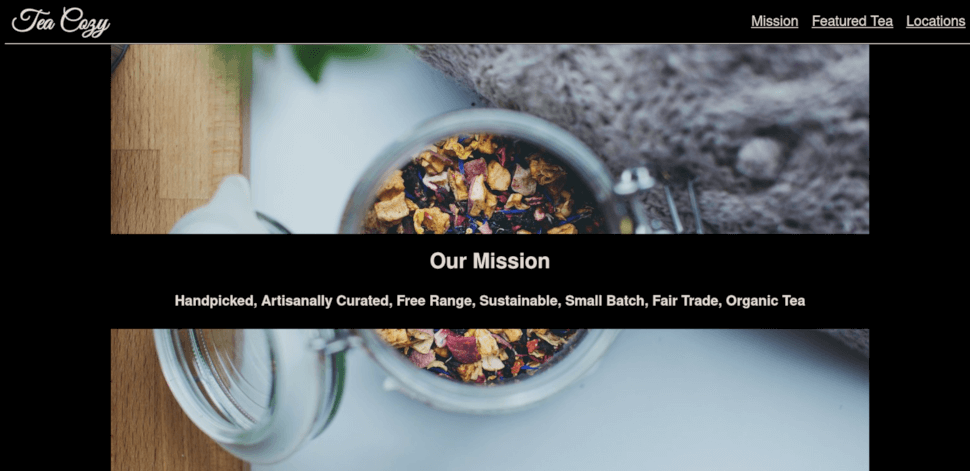 Tea Cozy
Mission Featured Tea Locations
Our Mission
Handpicked, Artisanally Curated, Free Range, Sustainable, Small Batch, Fair Trade, Organic Tea